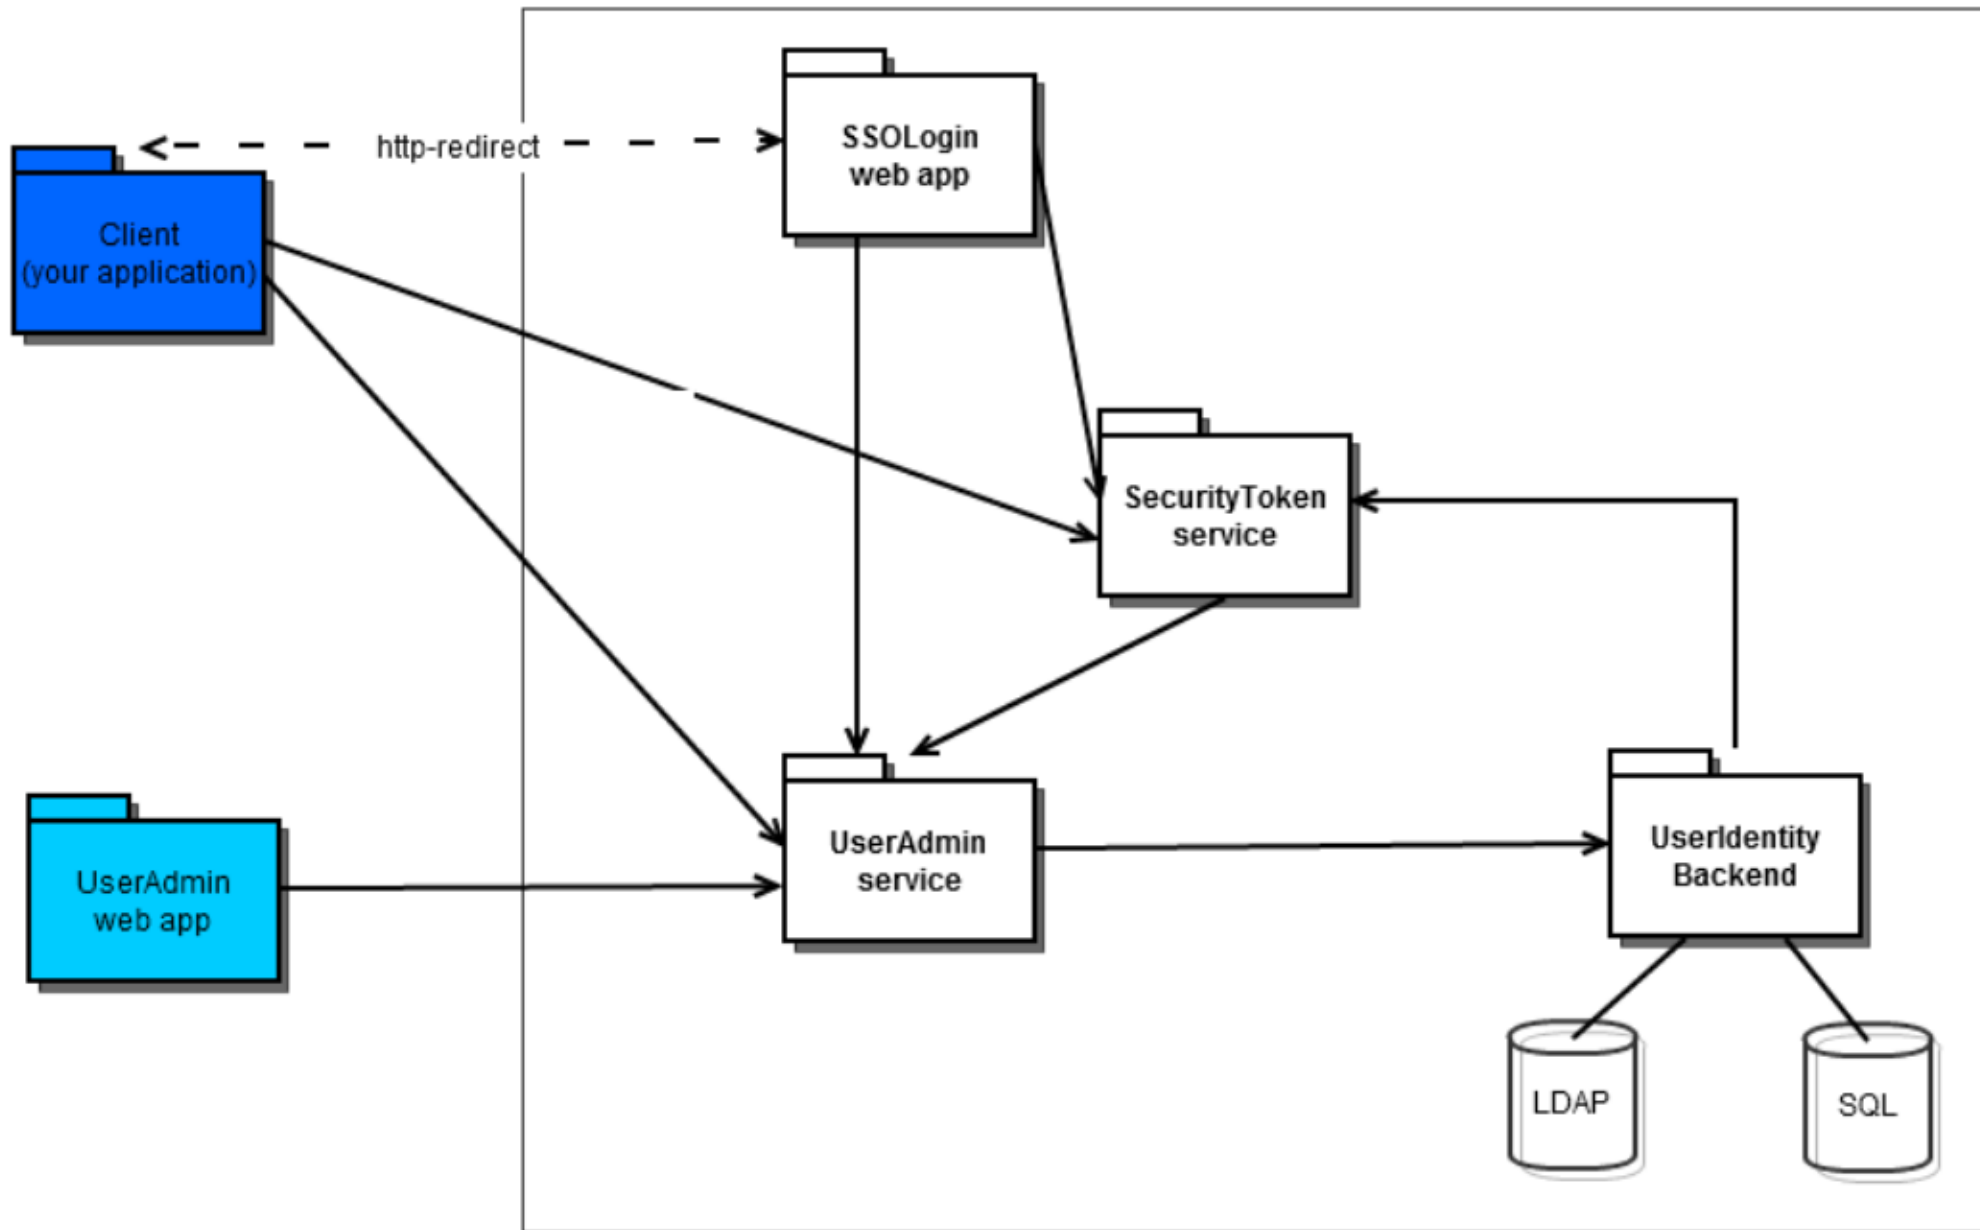 http-redirect
SSOLogin
web app
Client
(your application)
SecurityToken
service
UserAdmin
web app
UserAdmin
service
UserIdentity
Backend
LDAP
SQL